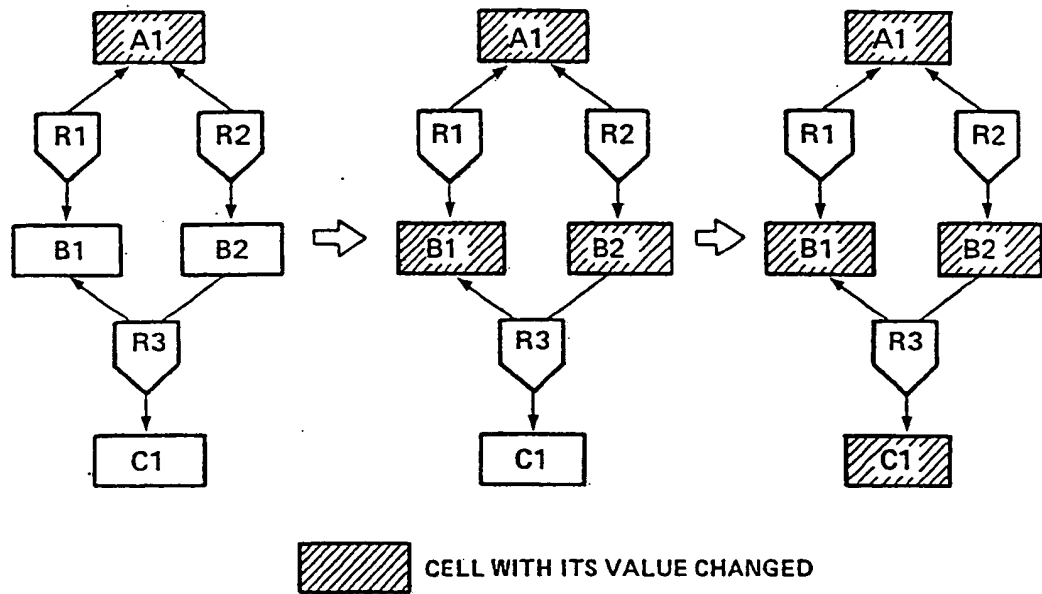 A1 A1 A1
R1 R2 R1 R2 R1 R2
B1 B2 B1 B2 B1 B2
R3 R3 R3
C1 C1 C1
CELL WITH ITS VALUE CHANGED